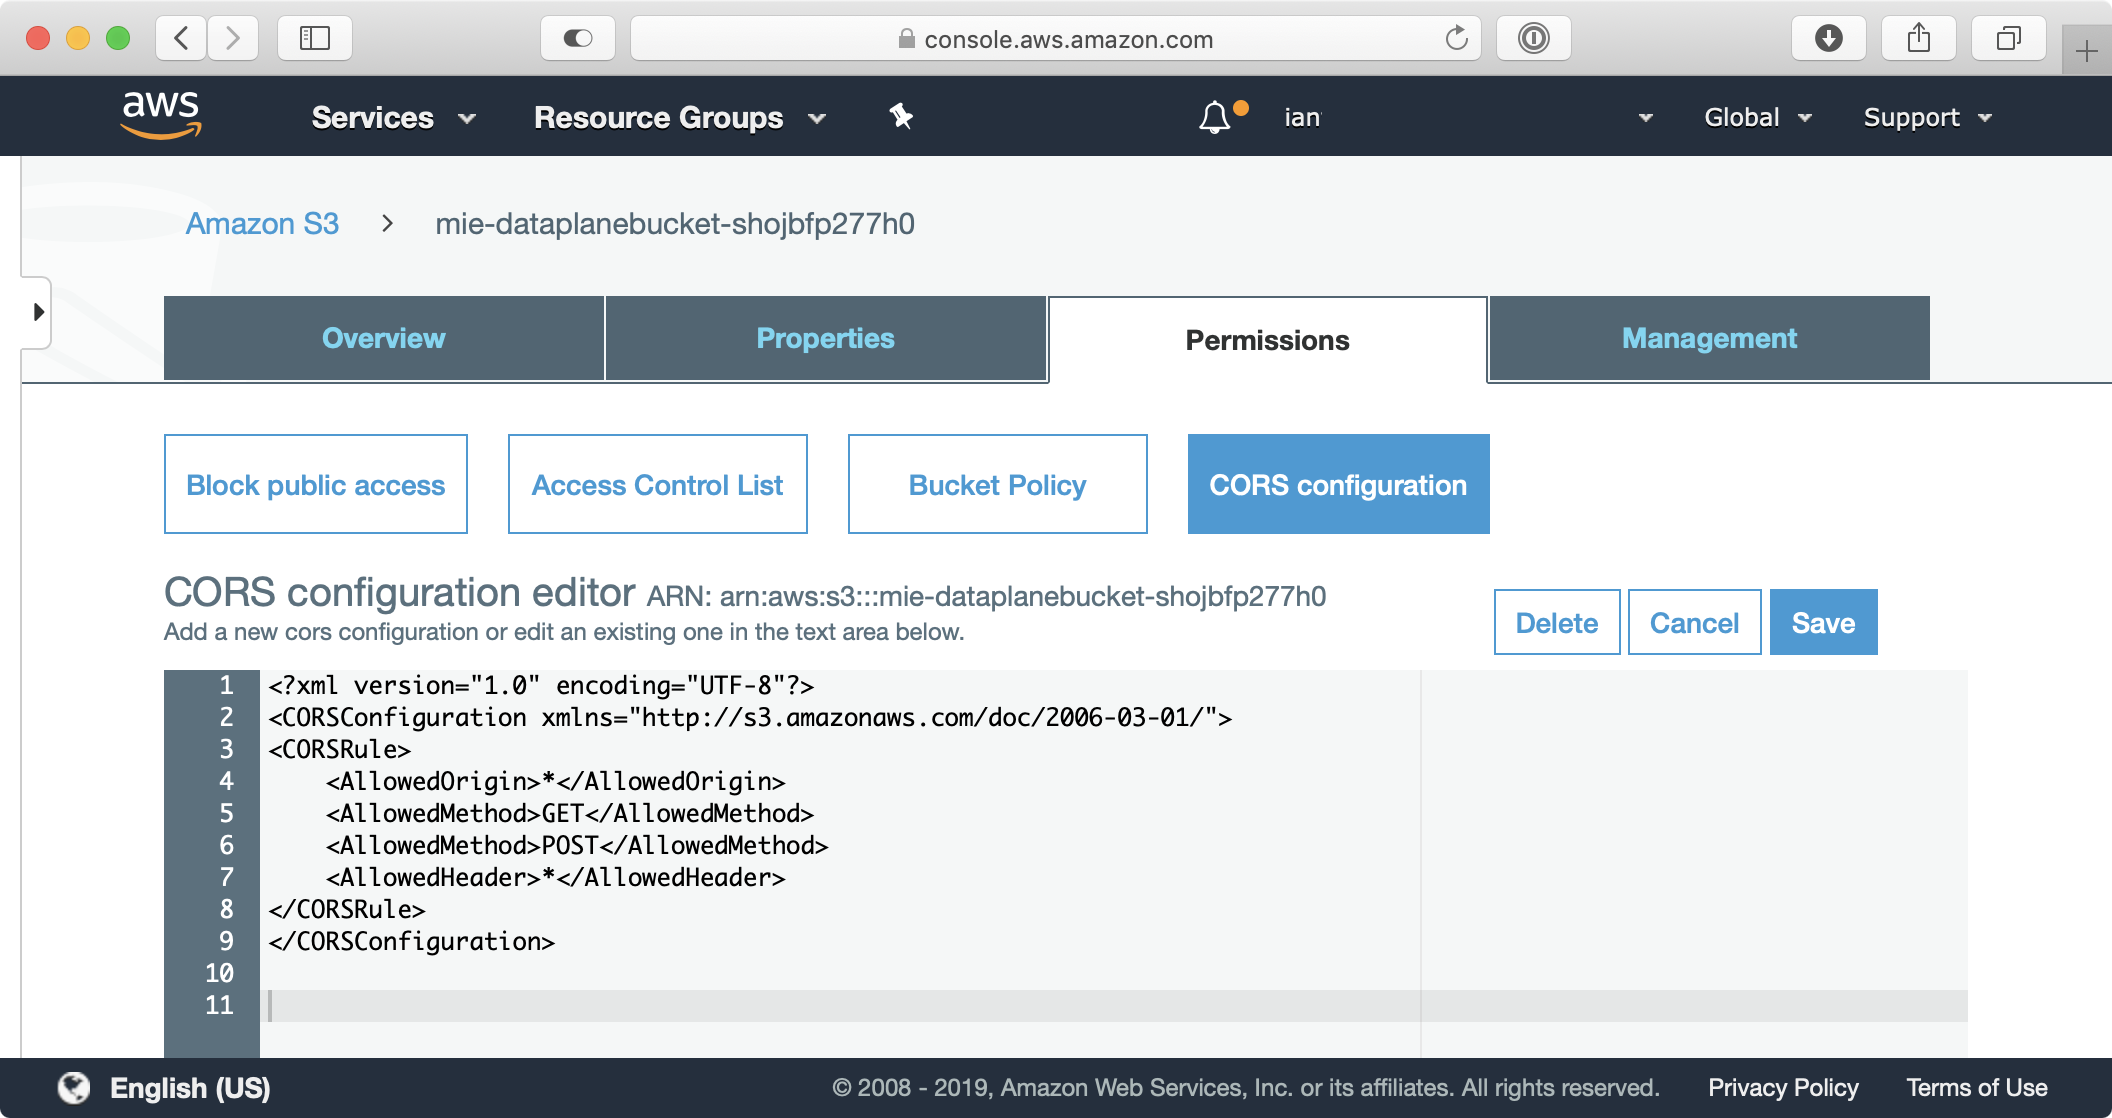 console.aws.amazon.com
aws Services Resource Groups ian Global Support
Amazon S3 > mie-dataplanebucket-shojbfp277h0
Overview Properties Permissions Management
Block public access Access Control List Bucket Policy CORS configuration
CORS configuration editor ARN: arn:aws:s3:::mie-dataplanebucket-shojbfp277h0
Add a new cors configuration or edit an existing one in the text area below.
Delete Cancel Save
1 <?xml version="1.0" encoding="UTF-8"?>
2 <CORSConfiguration xmlns="http://s3.amazonaws.com/doc/2006-03-01/">
3 <CORSRule>
4 <AllowedOrigin>*</AllowedOrigin>
5 <AllowedMethod>GET</AllowedMethod>
6 <AllowedMethod>POST</AllowedMethod>
7 <AllowedHeader>*</AllowedHeader>
8 </CORSRule>
9 </CORSConfiguration>
10
11
English (US) © 2008 - 2019, Amazon Web Services, Inc. or its affiliates. All rights reserved. Privacy Policy Terms of Use